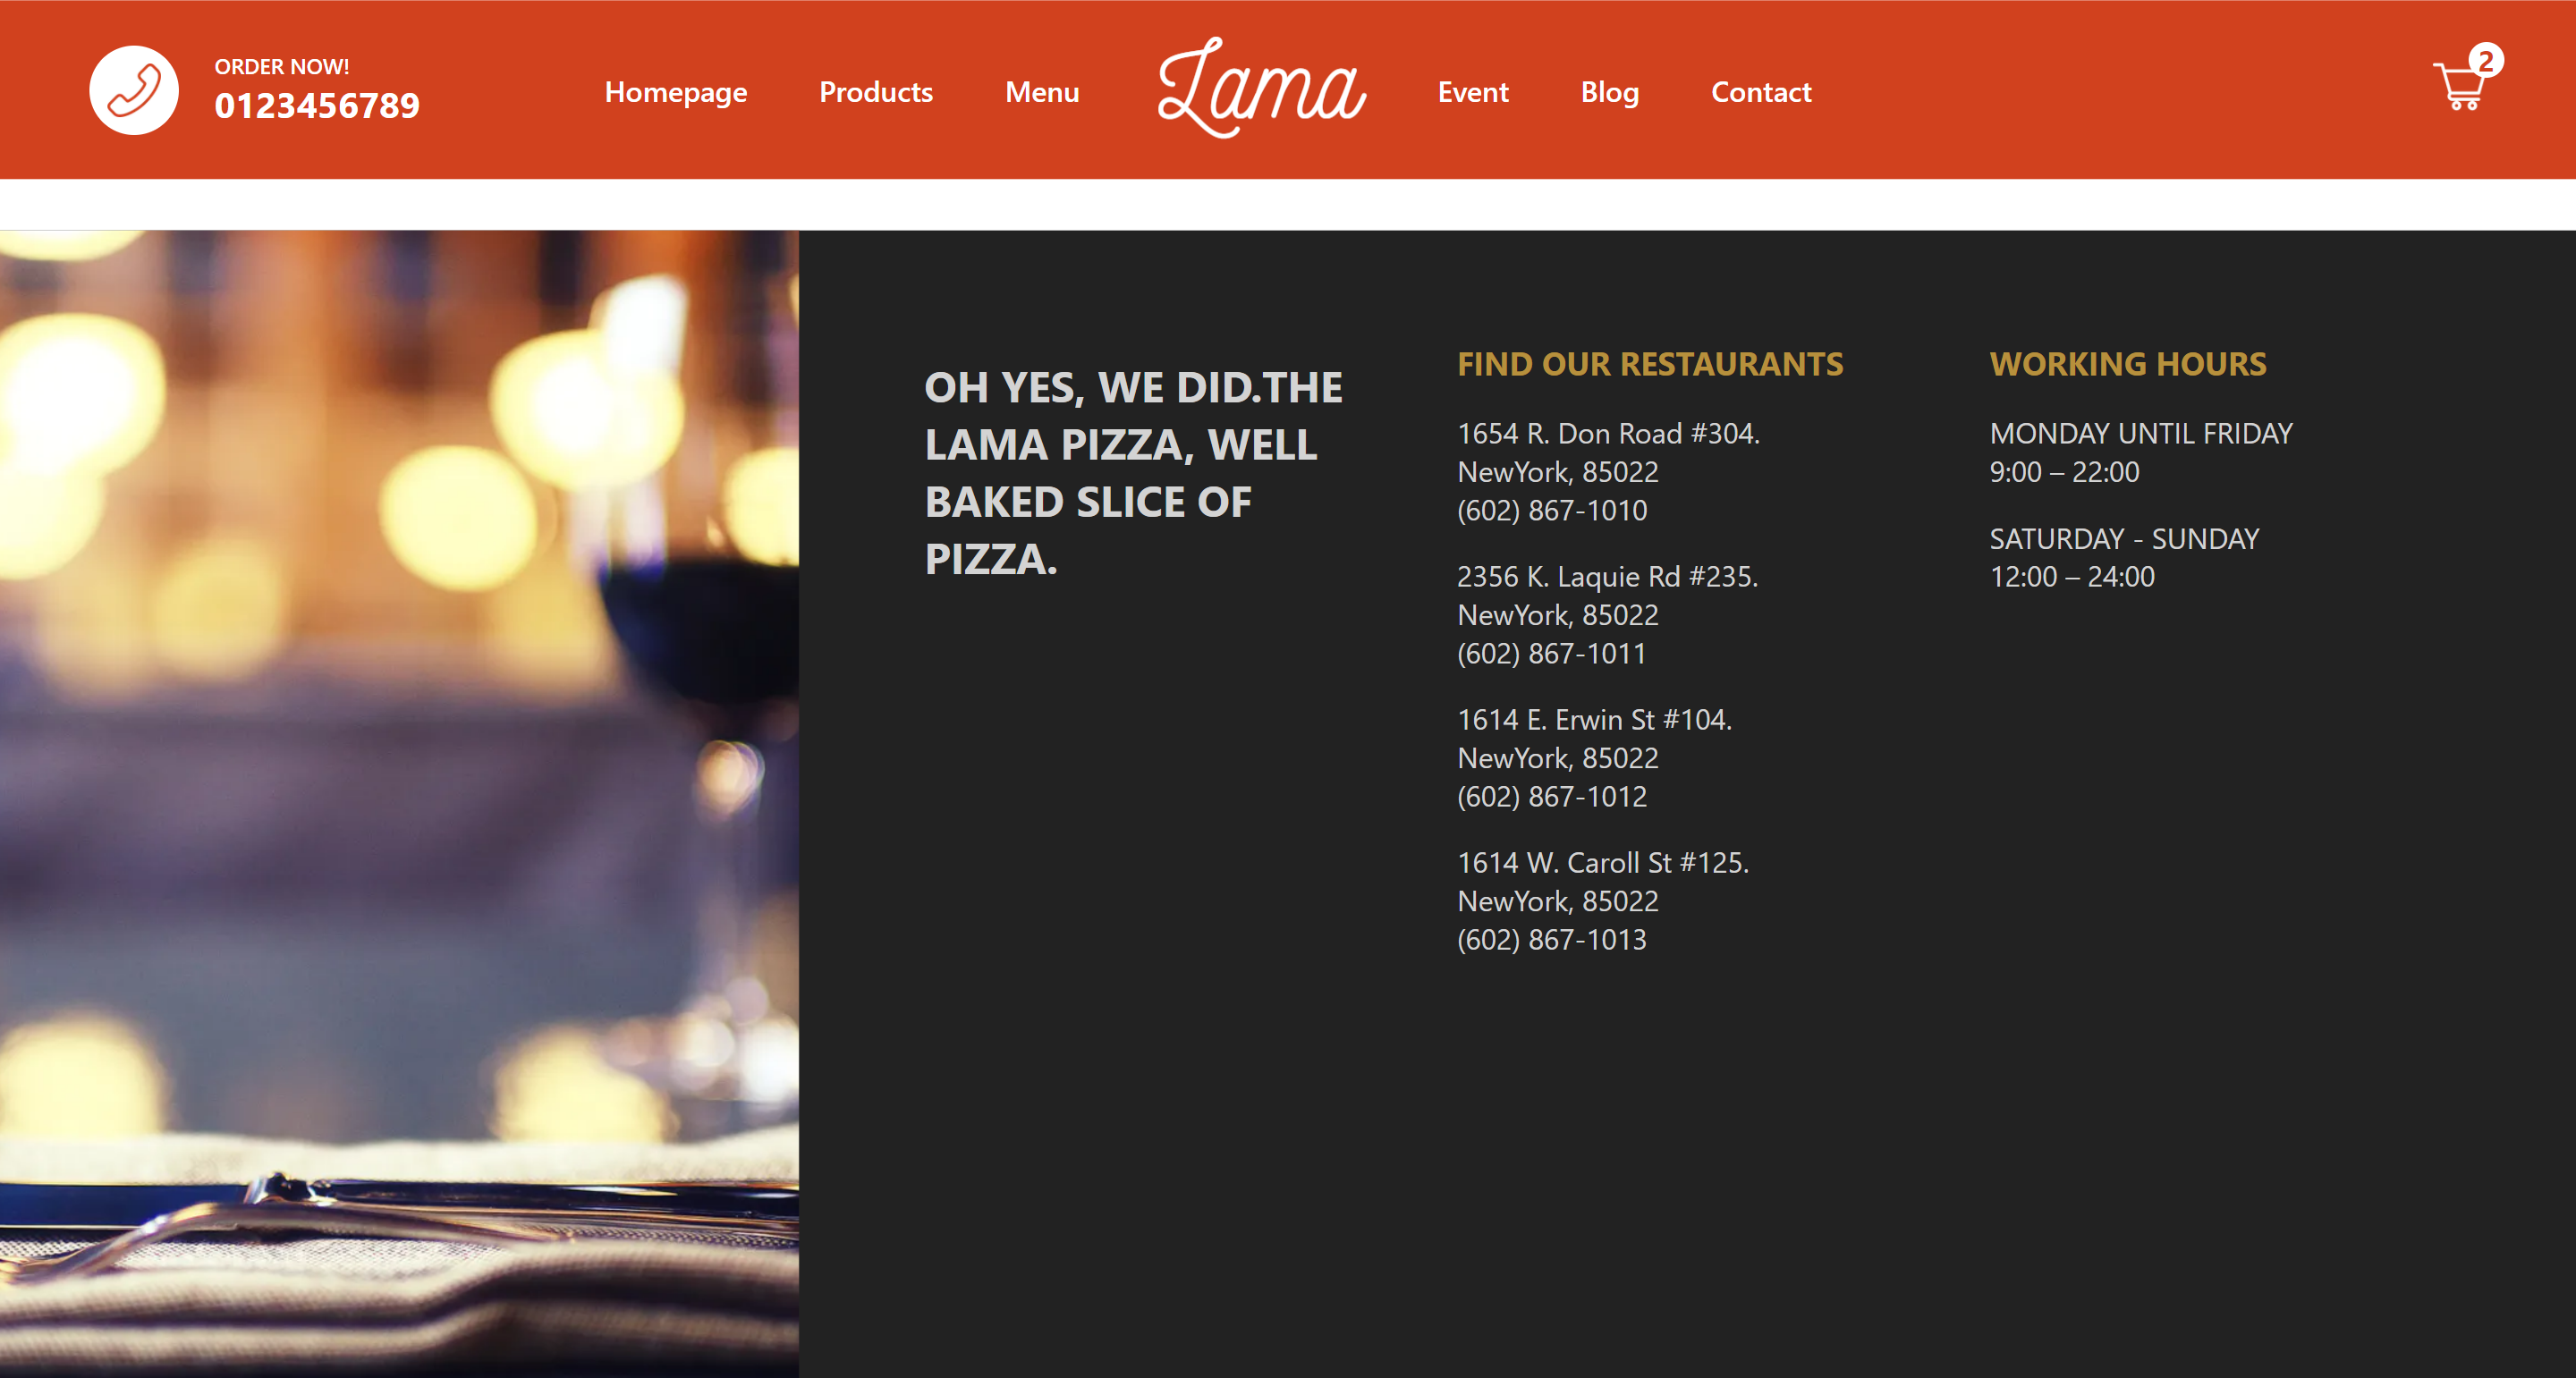 ORDER NOW!
0123456789
Homepage
Products
Menu
Lama
Event
Blog
Contact
2
OH YES, WE DID.THE
LAMA PIZZA, WELL
BAKED SLICE OF
PIZZA.
FIND OUR RESTAURANTS
1654 R. Don Road #304.
NewYork, 85022
(602) 867-1010
2356 K. Laquie Rd #235.
NewYork, 85022
(602) 867-1011
1614 E. Erwin St #104.
NewYork, 85022
(602) 867-1012
1614 W. Caroll St #125.
NewYork, 85022
(602) 867-1013
WORKING HOURS
MONDAY UNTIL FRIDAY
9:00 – 22:00
SATURDAY - SUNDAY
12:00 – 24:00